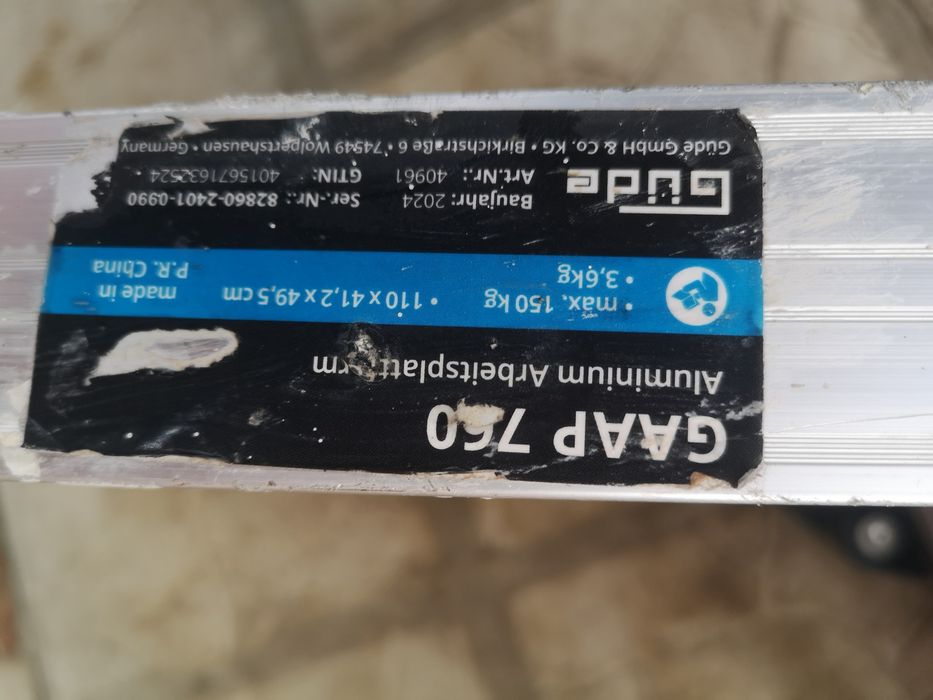 GAAP 760
Aluminium Arbeitsplattform
• max. 150 kg • 110 x 41,2 x 49,5 cm made in
• 3,6kg P.R. China
Güde
Baujahr: 2024 Ser.-Nr.: 82860-2401-0990
Art.Nr.: 40961 GTIN: 4015671632524
Güde GmbH & Co. KG • Birkichstraße 6 • 74549 Wolpertshausen • Germany